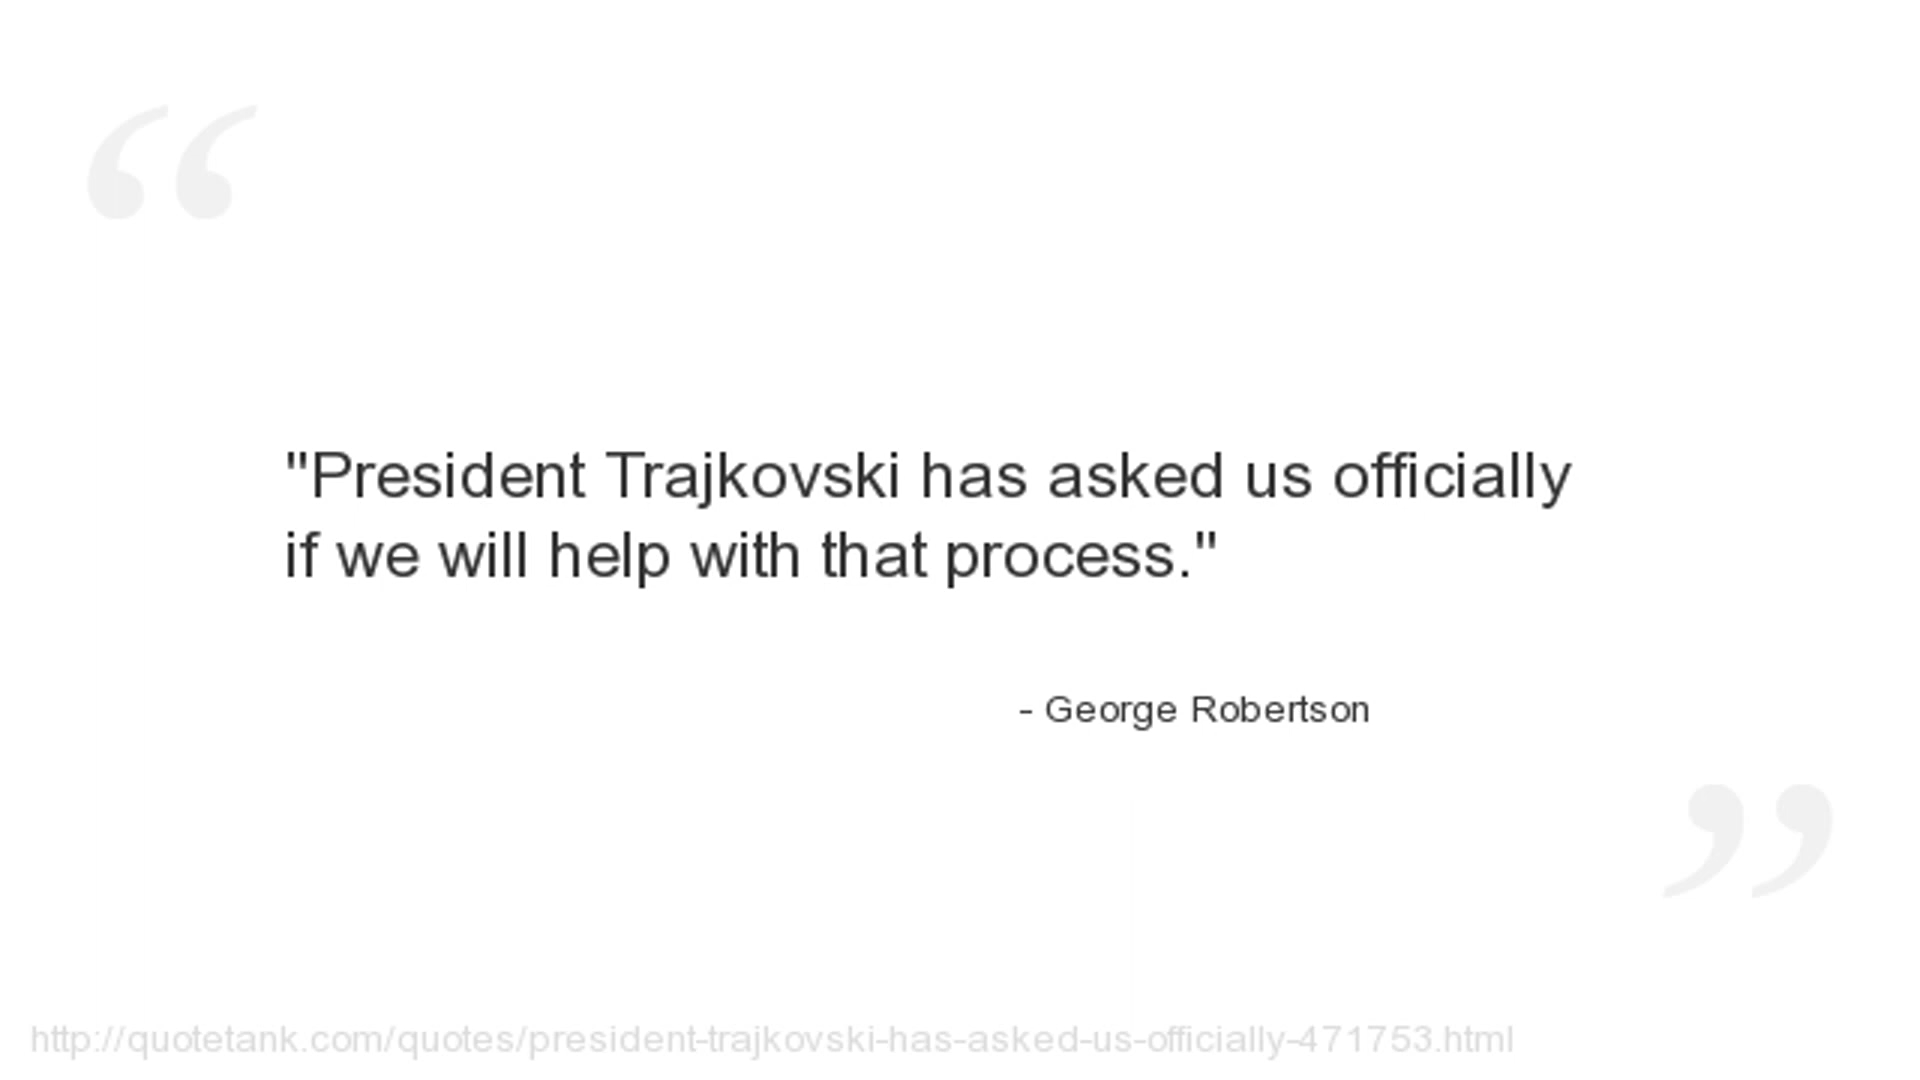 "President Trajkovski has asked us officially
if we will help with that process."
- George Robertson
http://quotetank.com/quotes/president-trajkovski-has-asked-us-officially-471753.html